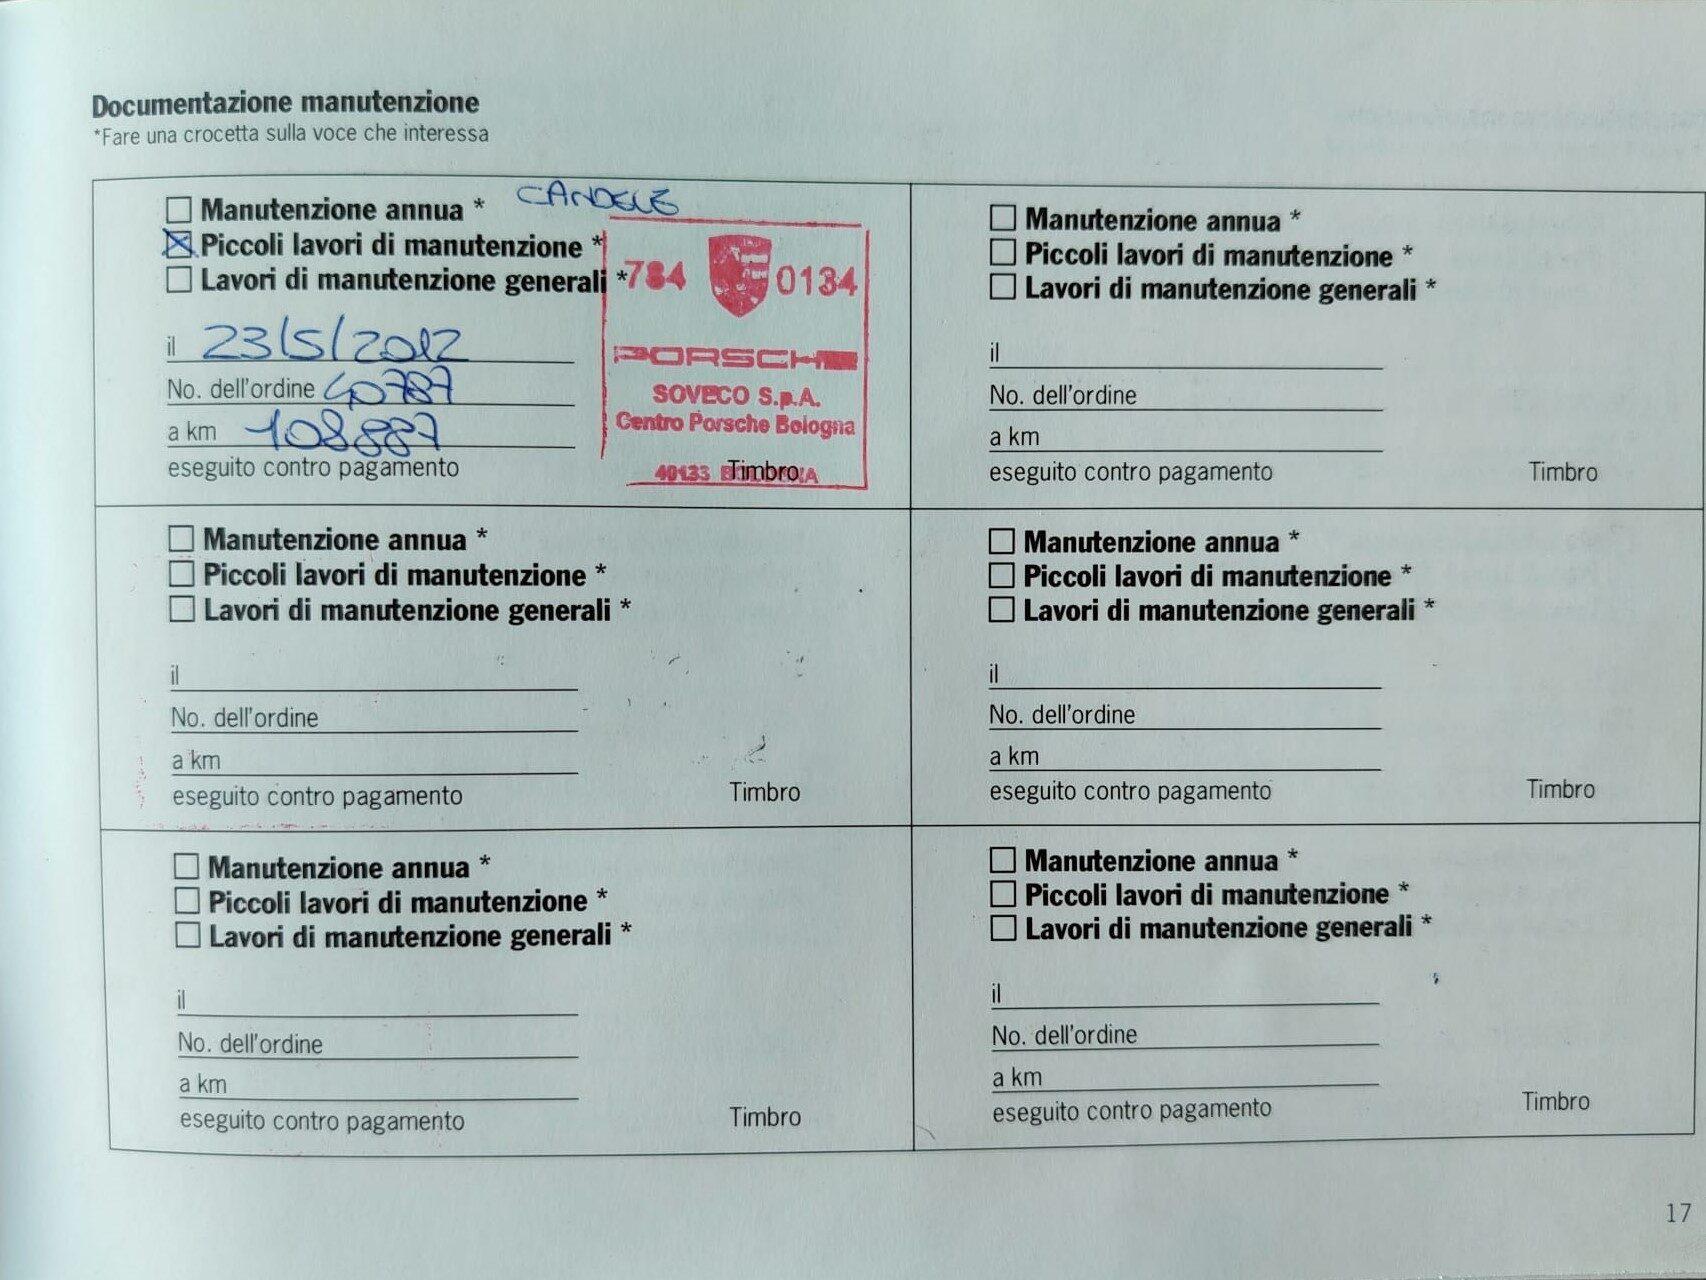 Documentazione manutenzione
*Fare una crocetta sulla voce che interessa
CANDELE
Manutenzione annua *
Piccoli lavori di manutenzione *
Lavori di manutenzione generali *
il 23/5/2012
No. dell'ordine 40787
a km 108.887
eseguito contro pagamento
Timbro
784 0134
PORSCHE
SOVECO S.p.A.
Centro Porsche Bologna
40133 BOLOGNA
Manutenzione annua *
Piccoli lavori di manutenzione *
Lavori di manutenzione generali *
il
No. dell'ordine
a km
eseguito contro pagamento
Timbro
Manutenzione annua *
Piccoli lavori di manutenzione *
Lavori di manutenzione generali *
il
No. dell'ordine
a km
eseguito contro pagamento
Timbro
Manutenzione annua *
Piccoli lavori di manutenzione *
Lavori di manutenzione generali *
il
No. dell'ordine
a km
eseguito contro pagamento
Timbro
Manutenzione annua *
Piccoli lavori di manutenzione *
Lavori di manutenzione generali *
il
No. dell'ordine
a km
eseguito contro pagamento
Timbro
Manutenzione annua *
Piccoli lavori di manutenzione *
Lavori di manutenzione generali *
il
No. dell'ordine
a km
eseguito contro pagamento
Timbro
17